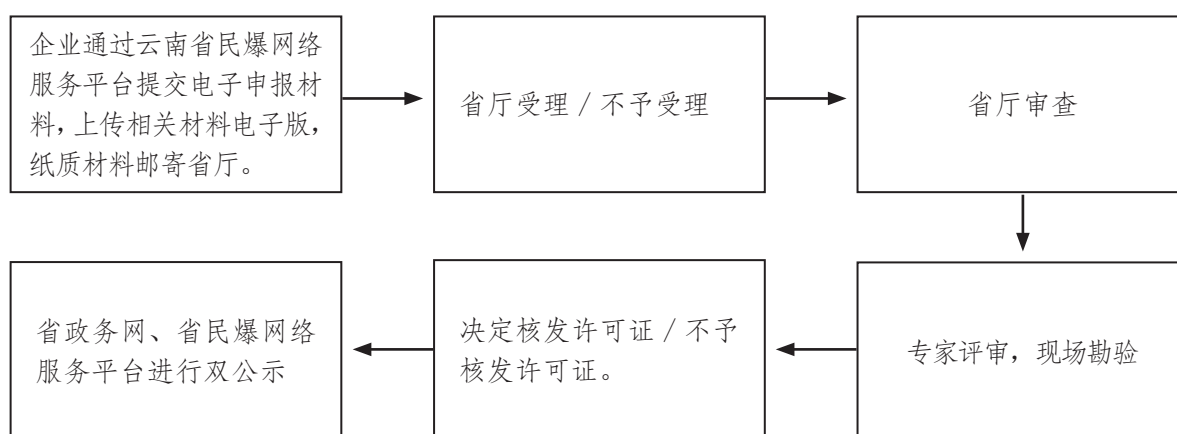 企业通过云南省民爆网络
服务平台提交电子申报材
料，上传相关材料电子版，
纸质材料邮寄省厅。
省厅受理 / 不予受理
省厅审查
专家评审，现场勘验
决定核发许可证 / 不予
核发许可证。
省政务网、省民爆网络
服务平台进行双公示